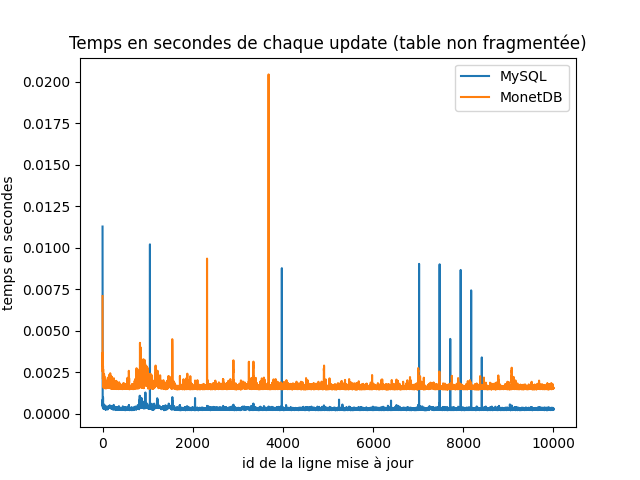 Temps en secondes de chaque update (table non fragmentée)
MySQL
MonetDB
temps en secondes
0.0200
0.0175
0.0150
0.0125
0.0100
0.0075
0.0050
0.0025
0.0000
0 2000 4000 6000 8000 10000
id de la ligne mise à jour